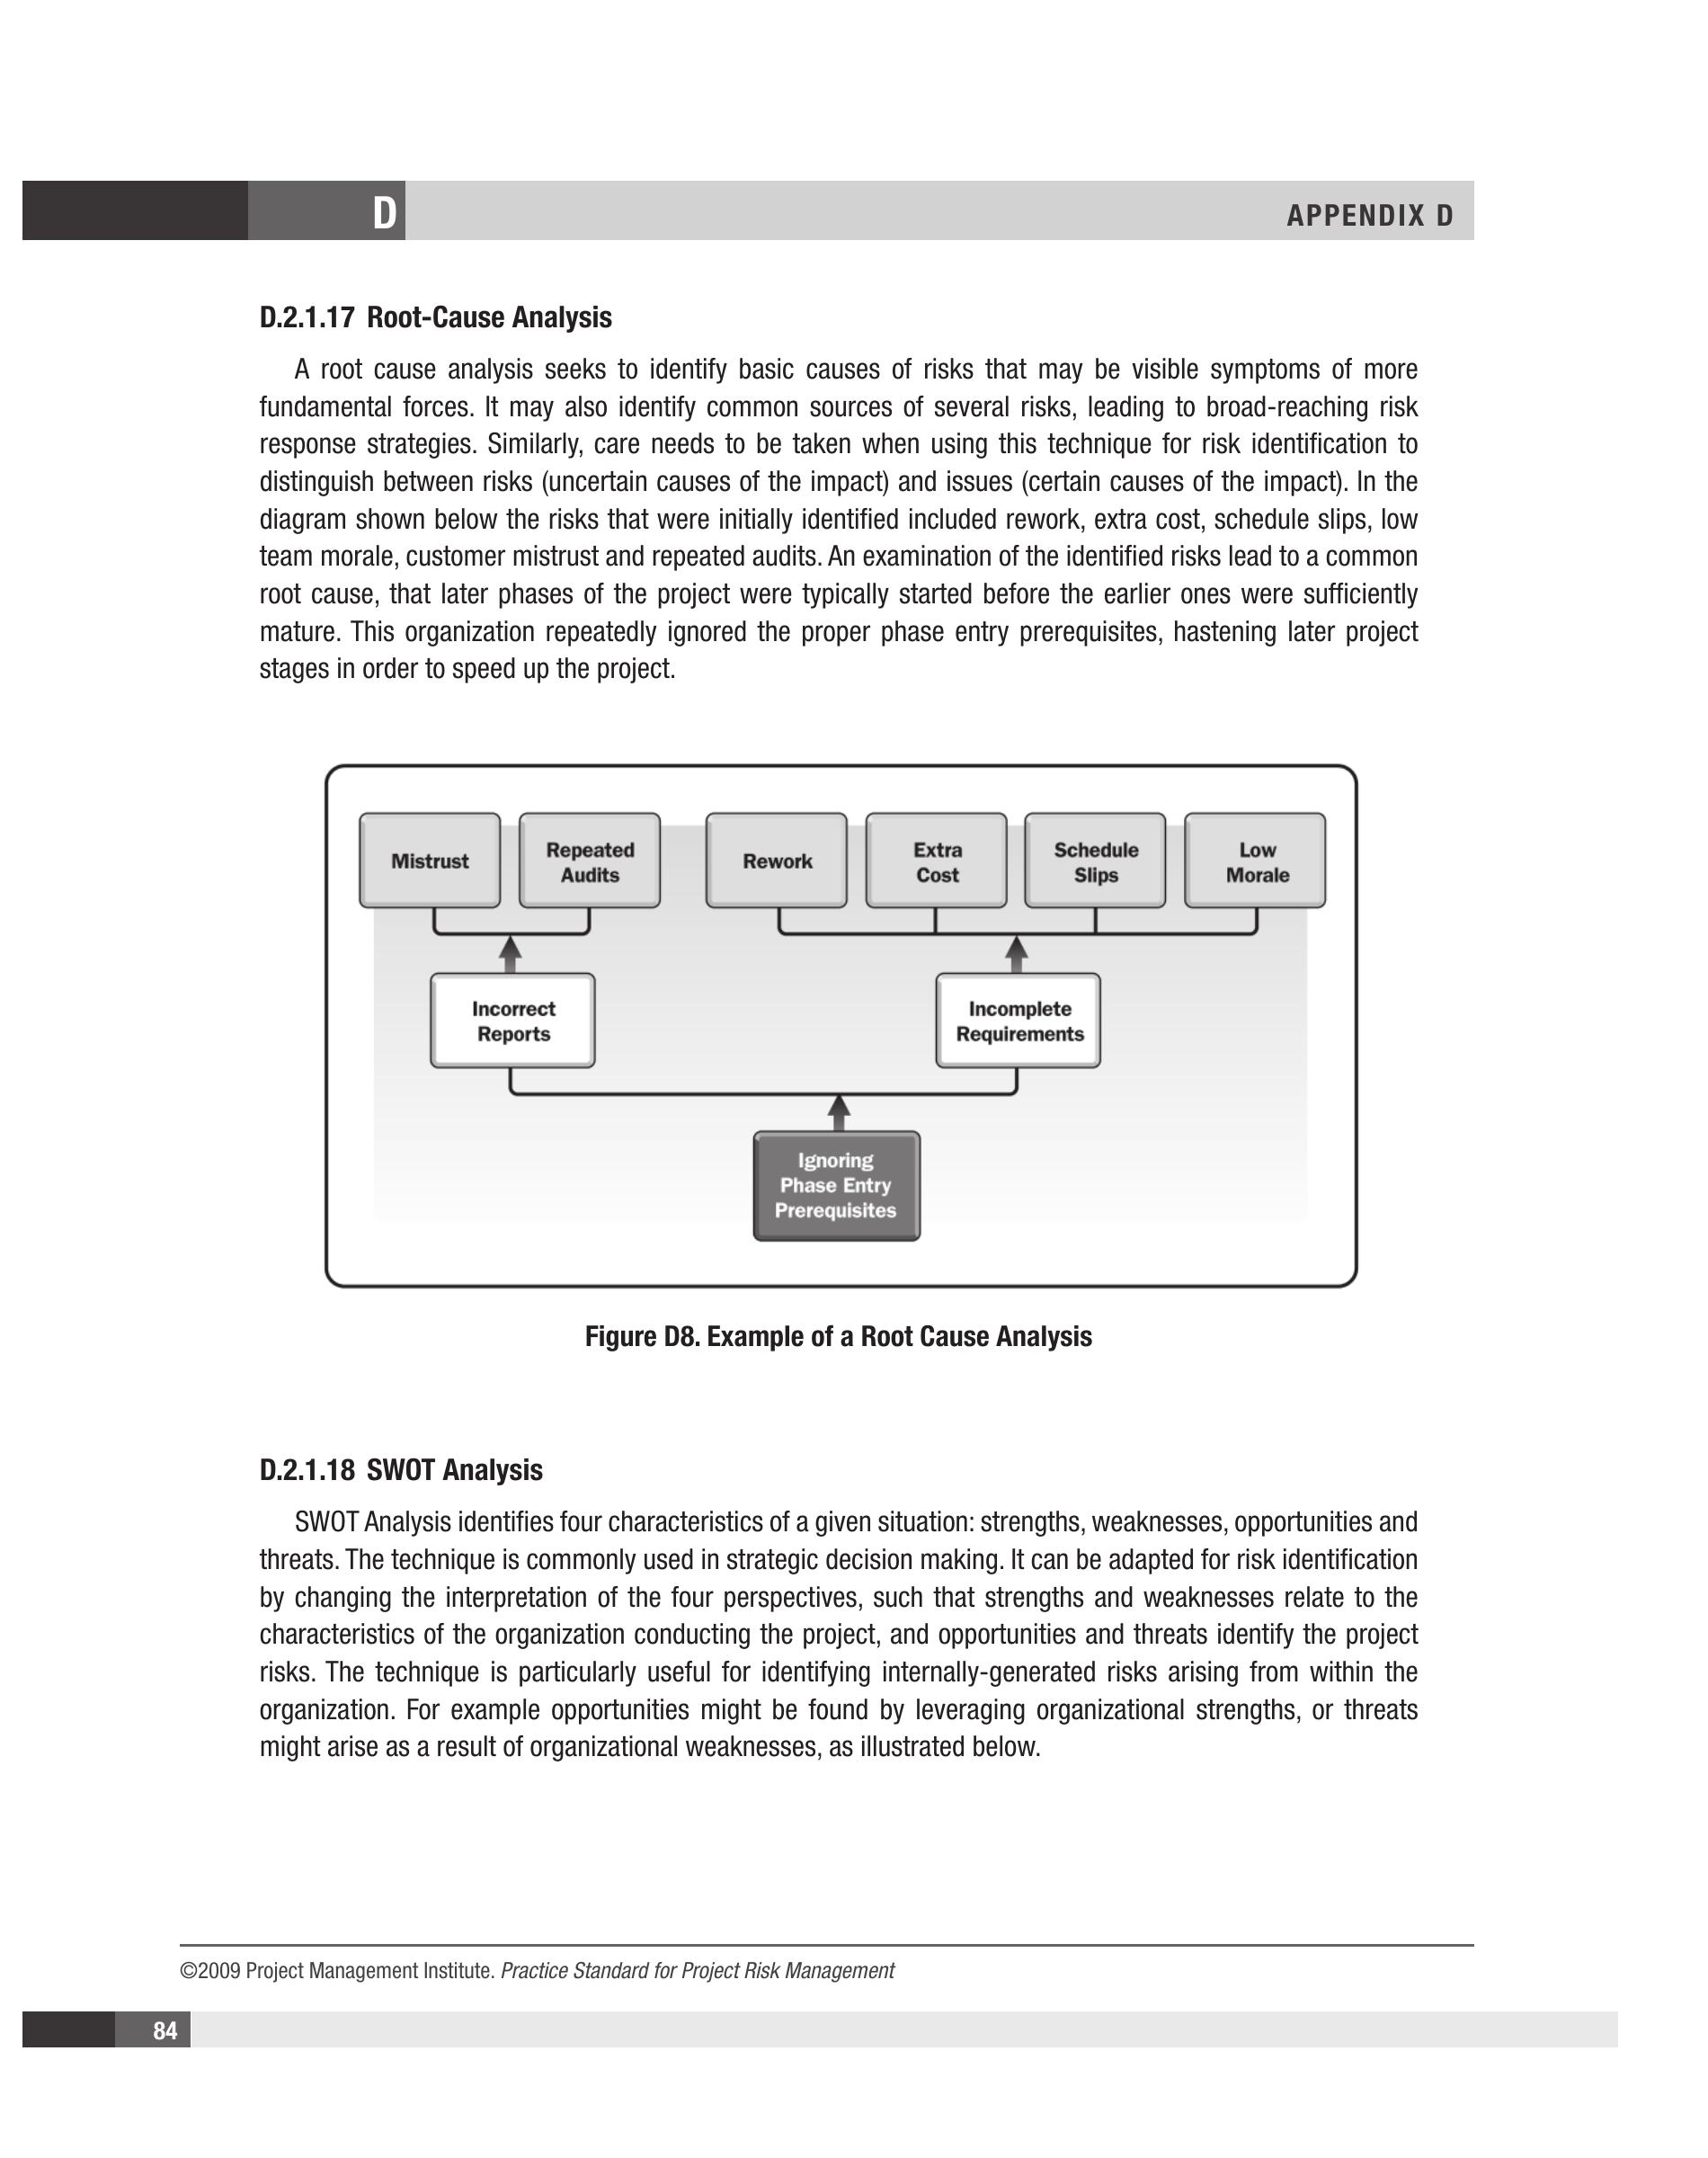 D
APPENDIX D
D.2.1.17 Root-Cause Analysis
A root cause analysis seeks to identify basic causes of risks that may be visible symptoms of more
fundamental forces. It may also identify common sources of several risks, leading to broad-reaching risk
response strategies. Similarly, care needs to be taken when using this technique for risk identification to
distinguish between risks (uncertain causes of the impact) and issues (certain causes of the impact). In the
diagram shown below the risks that were initially identified included rework, extra cost, schedule slips, low
team morale, customer mistrust and repeated audits. An examination of the identified risks lead to a common
root cause, that later phases of the project were typically started before the earlier ones were sufficiently
mature. This organization repeatedly ignored the proper phase entry prerequisites, hastening later project
stages in order to speed up the project.
Mistrust
Repeated
Audits
Rework
Extra
Cost
Schedule
Slips
Low
Morale
Incorrect
Reports
Incomplete
Requirements
Ignoring
Phase Entry
Prerequisites
Figure D8. Example of a Root Cause Analysis
D.2.1.18 SWOT Analysis
SWOT Analysis identifies four characteristics of a given situation: strengths, weaknesses, opportunities and
threats. The technique is commonly used in strategic decision making. It can be adapted for risk identification
by changing the interpretation of the four perspectives, such that strengths and weaknesses relate to the
characteristics of the organization conducting the project, and opportunities and threats identify the project
risks. The technique is particularly useful for identifying internally-generated risks arising from within the
organization. For example opportunities might be found by leveraging organizational strengths, or threats
might arise as a result of organizational weaknesses, as illustrated below.
©2009 Project Management Institute. Practice Standard for Project Risk Management
84